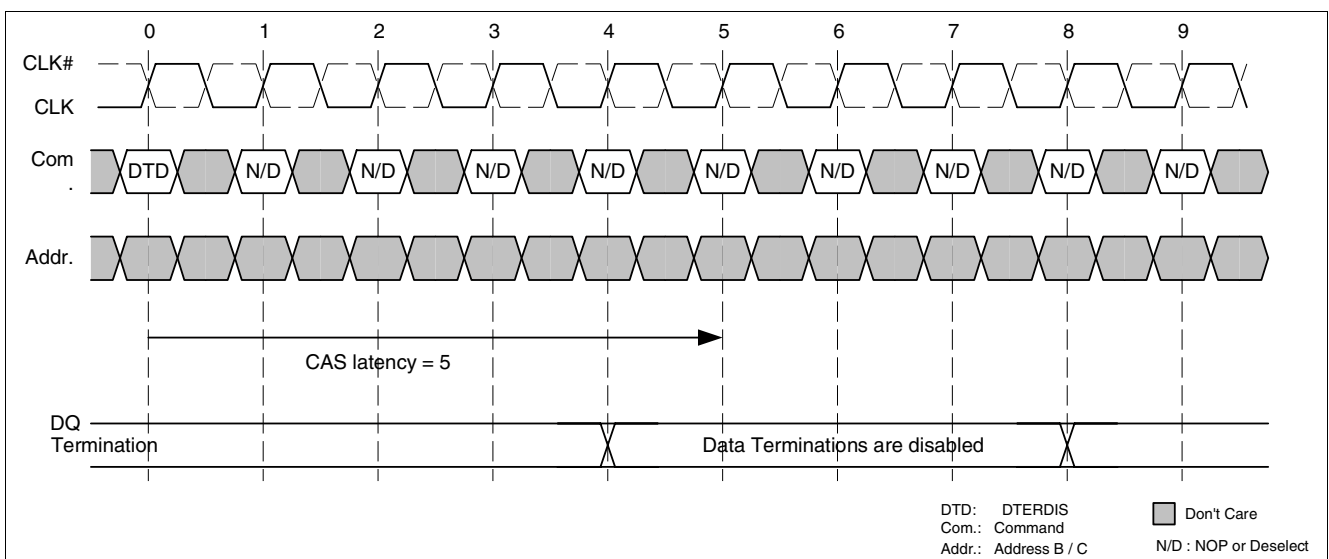 0 1 2 3 4 5 6 7 8 9
CLK#
CLK
Com
.
DTD N/D N/D N/D N/D N/D N/D N/D N/D N/D
Addr.
CAS latency = 5
DQ
Termination
Data Terminations are disabled
DTD: DTERDIS
Com.: Command
Addr.: Address B / C
Don't Care
N/D : NOP or Deselect